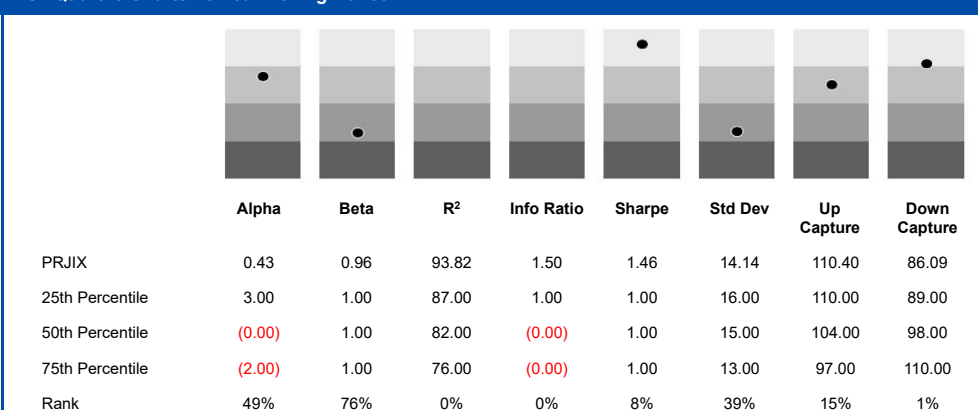 Alpha Beta R² Info Ratio Sharpe Std Dev Up Capture Down Capture
PRJIX 0.43 0.96 93.82 1.50 1.46 14.14 110.40 86.09
25th Percentile 3.00 1.00 87.00 1.00 1.00 16.00 110.00 89.00
50th Percentile (0.00) 1.00 82.00 (0.00) 1.00 15.00 104.00 98.00
75th Percentile (2.00) 1.00 76.00 (0.00) 1.00 13.00 97.00 110.00
Rank 49% 76% 0% 0% 8% 39% 15% 1%